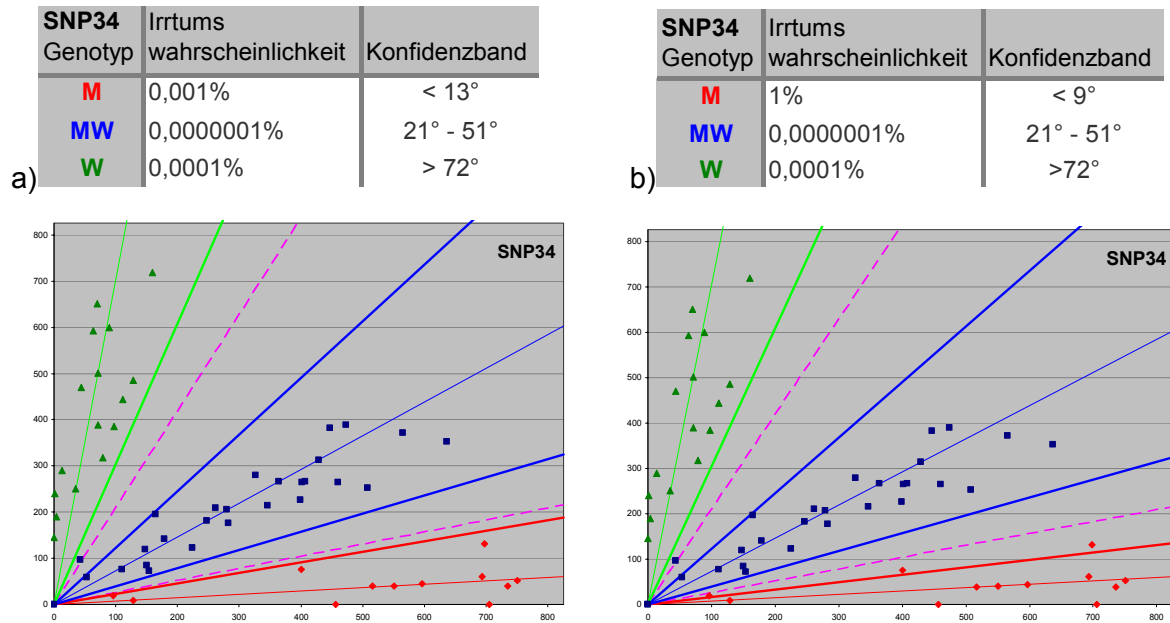 SNP34 Irrtums
Genotyp wahrscheinlichkeit Konfidenzband
M 0,001% < 13°
MW 0,0000001% 21° - 51°
W 0,0001% > 72°
a)
SNP34 Irrtums
Genotyp wahrscheinlichkeit Konfidenzband
M 1% < 9°
MW 0,0000001% 21° - 51°
W 0,0001% >72°
b)
SNP34
800
700
600
500
400
300
200
100
0
0 100 200 300 400 500 600 700 800
SNP34
800
700
600
500
400
300
200
100
0
0 100 200 300 400 500 600 700 800